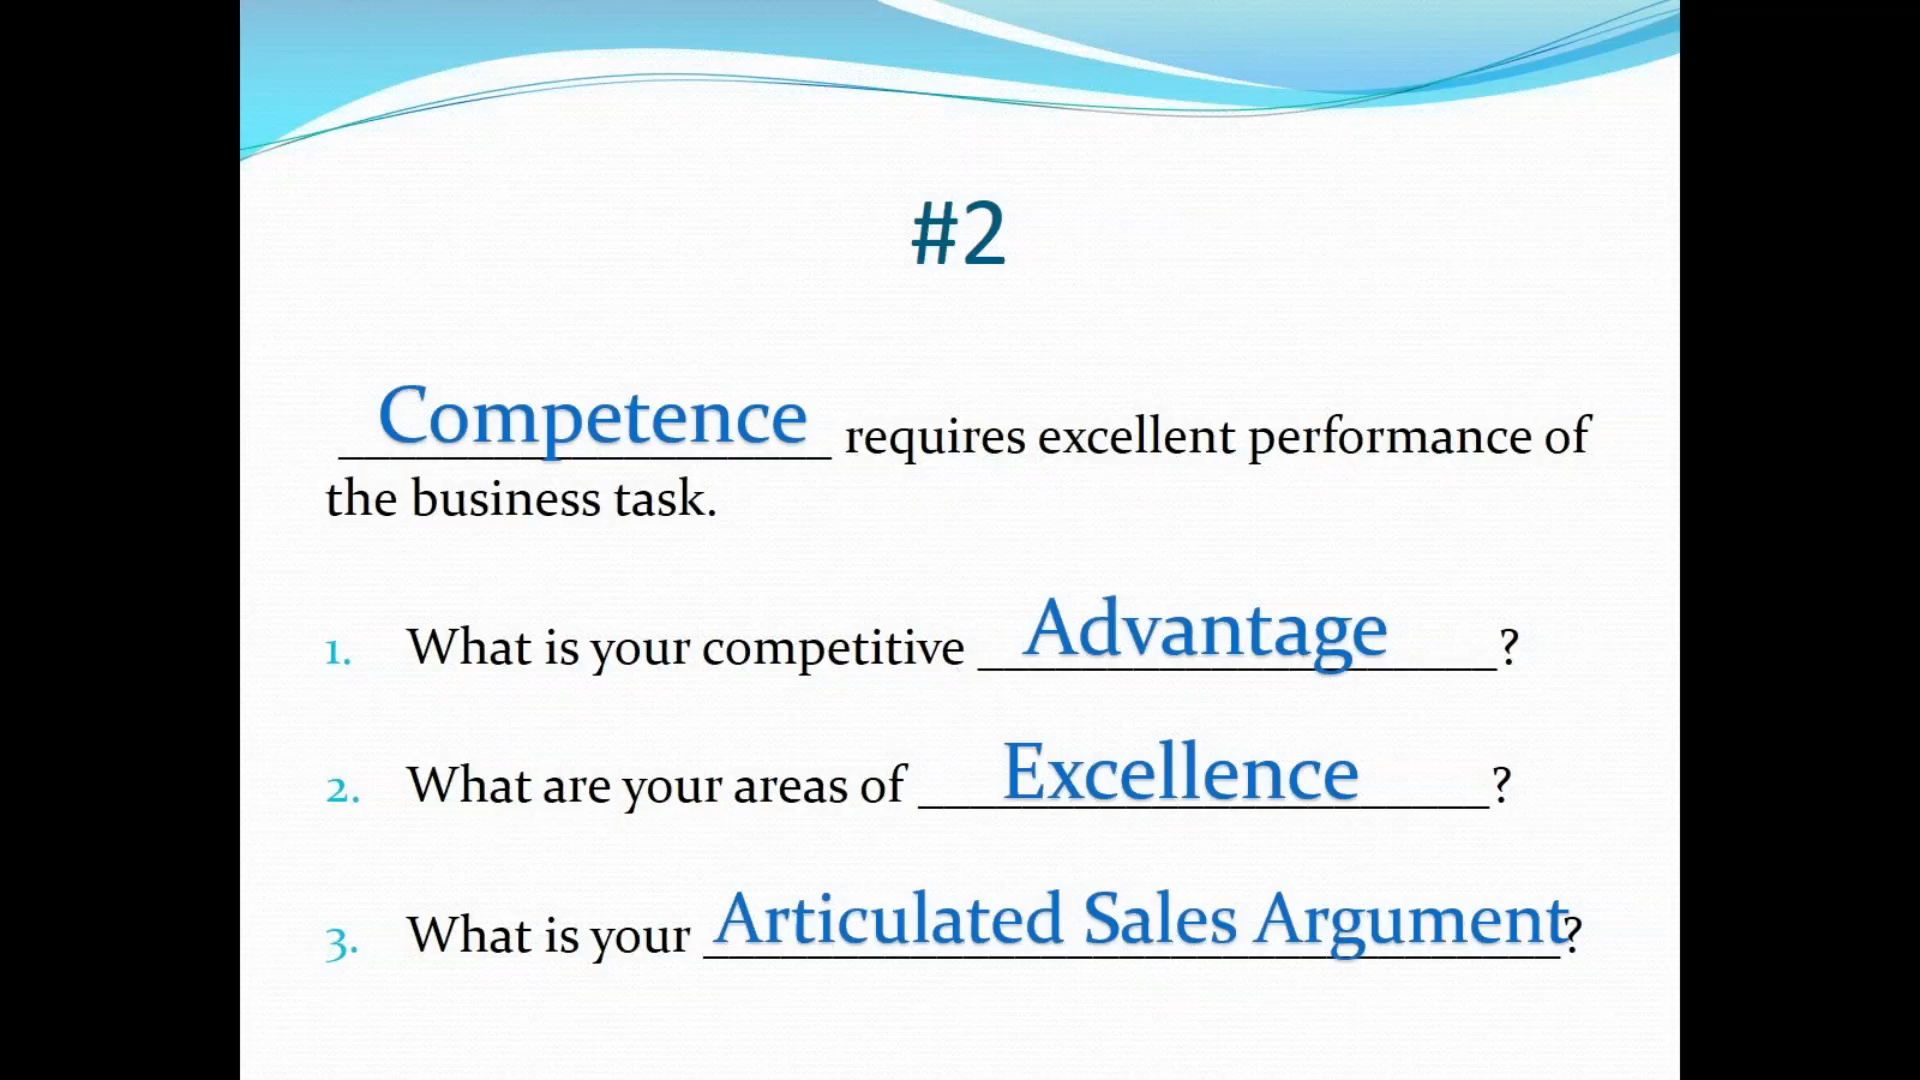 #2
Competence requires excellent performance of
the business task.
1. What is your competitive Advantage?
2. What are your areas of Excellence?
3. What is your Articulated Sales Argument?